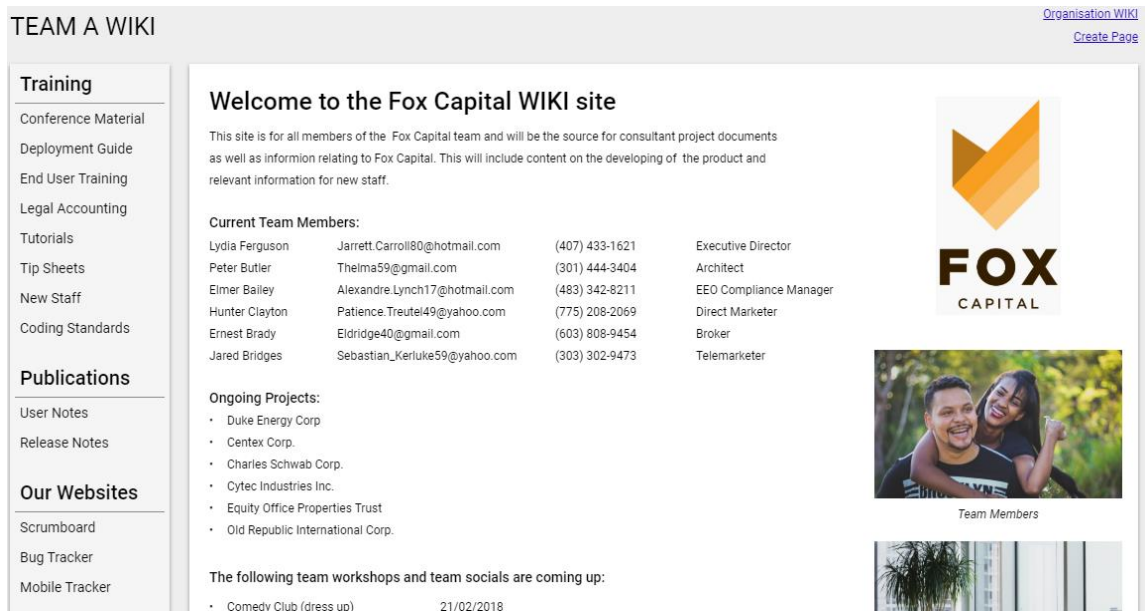 TEAM A WIKI
Organisation WIKI
Create Page
Training
Conference Material
Deployment Guide
End User Training
Legal Accounting
Tutorials
Tip Sheets
New Staff
Coding Standards
Publications
User Notes
Release Notes
Our Websites
Scrumboard
Bug Tracker
Mobile Tracker
Welcome to the Fox Capital WIKI site
This site is for all members of the Fox Capital team and will be the source for consultant project documents
as well as informion relating to Fox Capital. This will include content on the developing of the product and
relevant information for new staff.
Current Team Members:
Lydia Ferguson Jarrett.Carroll80@hotmail.com (407) 433-1621 Executive Director
Peter Butler Thelma59@gmail.com (301) 444-3404 Architect
Elmer Bailey Alexandre.Lynch17@hotmail.com (483) 342-8211 EEO Compliance Manager
Hunter Clayton Patience.Treutel49@yahoo.com (775) 208-2069 Direct Marketer
Ernest Brady Eldridge40@gmail.com (603) 808-9454 Broker
Jared Bridges Sebastian_Kerluke59@yahoo.com (303) 302-9473 Telemarketer
Ongoing Projects:
• Duke Energy Corp
• Centex Corp.
• Charles Schwab Corp.
• Cytec Industries Inc.
• Equity Office Properties Trust
• Old Republic International Corp.
The following team workshops and team socials are coming up:
• Comedy Club (dress up) 21/02/2018
FOX
CAPITAL
Team Members